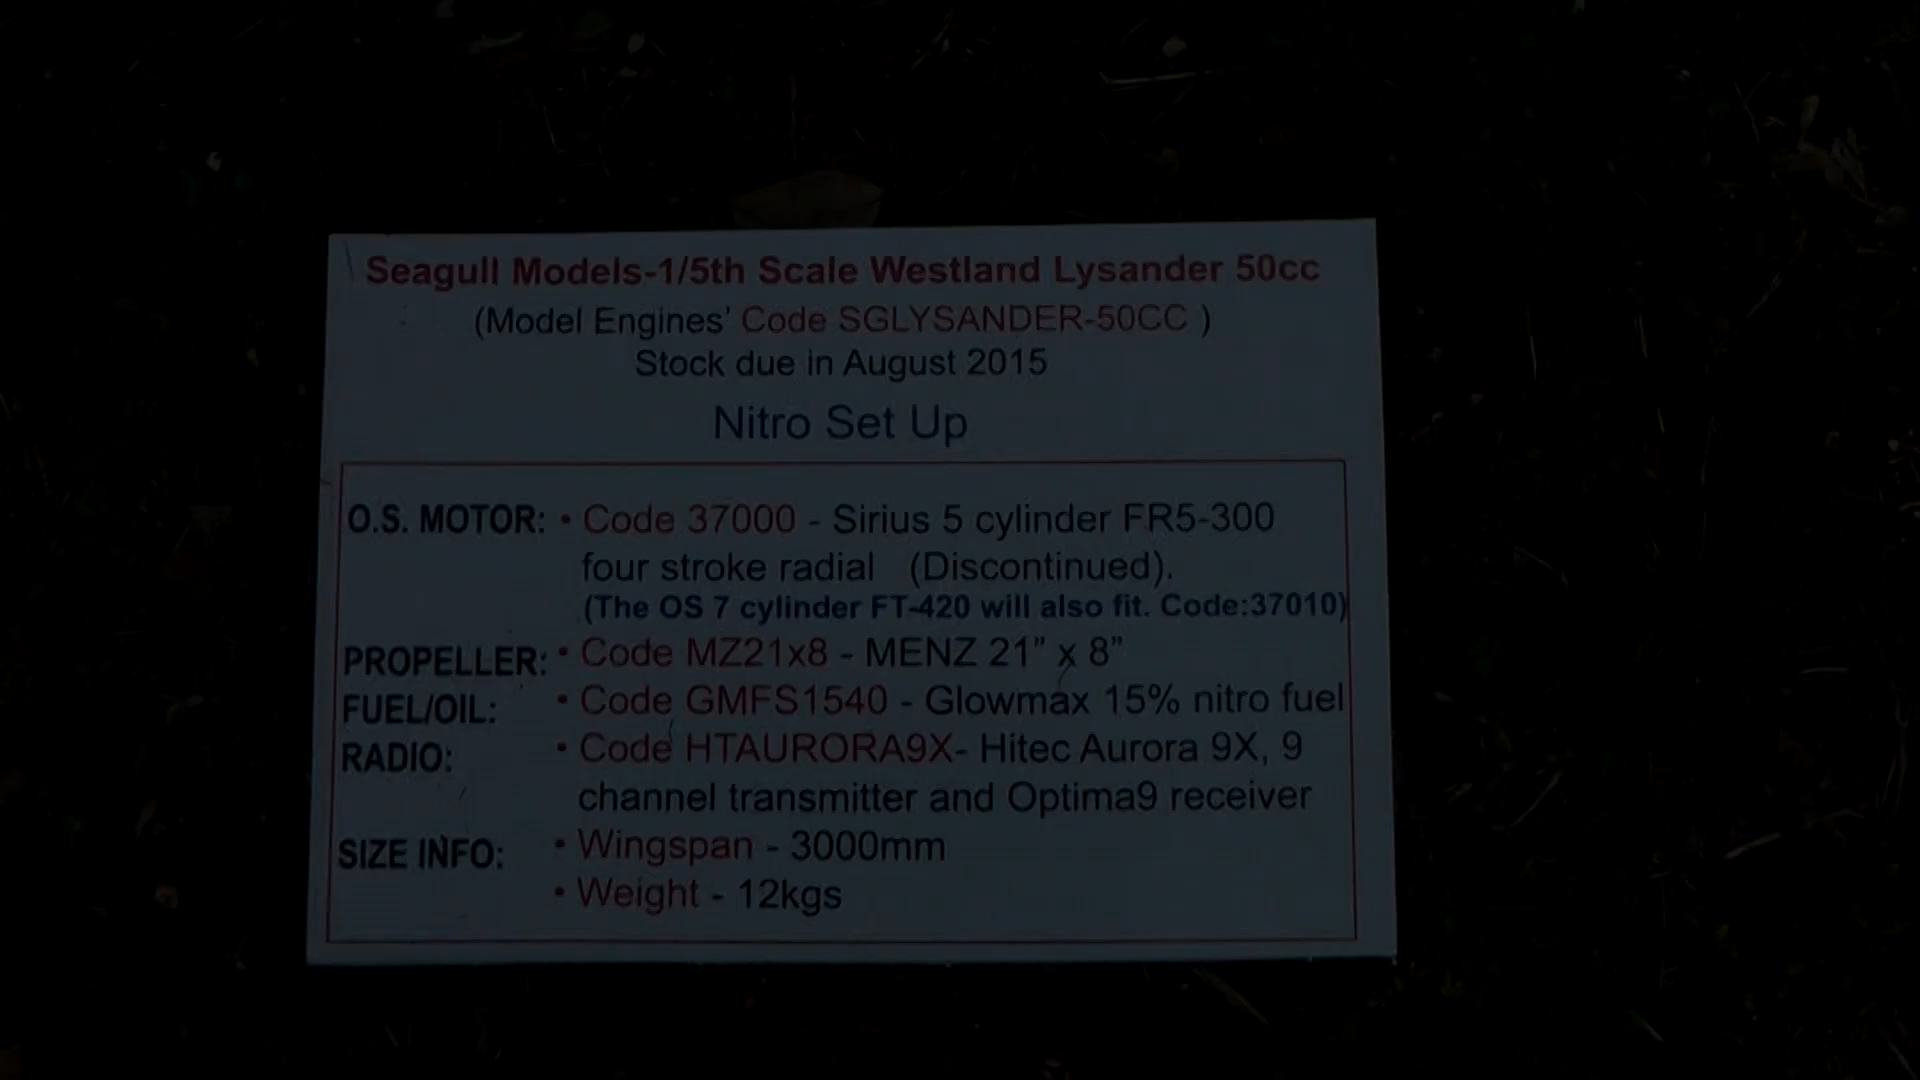 Seagull Models-1/5th Scale Westland Lysander 50cc
(Model Engines’ Code SGLYSANDER-50CC )
Stock due in August 2015
Nitro Set Up
O.S. MOTOR: • Code 37000 - Sirius 5 cylinder FR5-300
four stroke radial (Discontinued).
(The OS 7 cylinder FT-420 will also fit. Code:37010)
PROPELLER: • Code MZ21x8 - MENZ 21” x 8”
FUEL/OIL: • Code GMFS1540 - Glowmax 15% nitro fuel
RADIO: • Code HTAURORA9X- Hitec Aurora 9X, 9
channel transmitter and Optima9 receiver
SIZE INFO: • Wingspan - 3000mm
• Weight - 12kgs